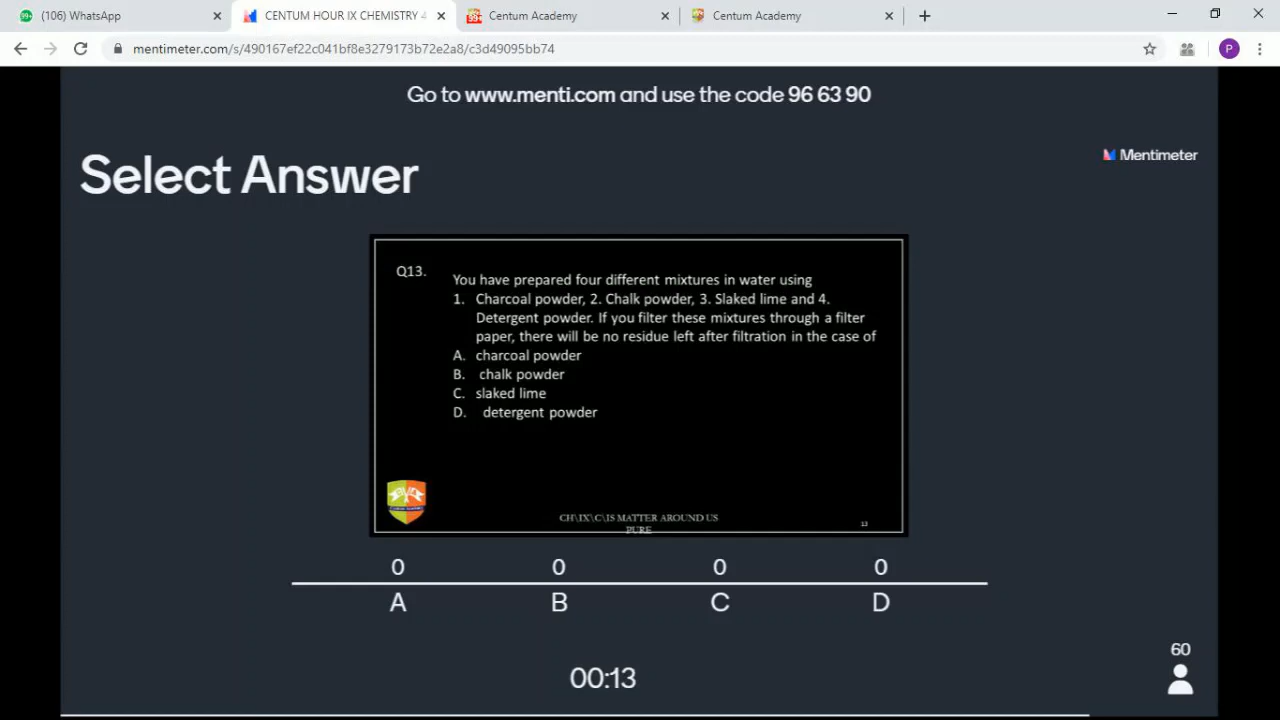 (106) WhatsApp
CENTUM HOUR IX CHEMISTRY 4
Centum Academy
Centum Academy
mentimeter.com/s/490167ef22c041bf8e3279173b72e2a8/c3d49095bb74
P
Go to www.menti.com and use the code 96 63 90
Mentimeter
Select Answer
Q13.
You have prepared four different mixtures in water using
1. Charcoal powder, 2. Chalk powder, 3. Slaked lime and 4.
Detergent powder. If you filter these mixtures through a filter
paper, there will be no residue left after filtration in the case of
A. charcoal powder
B. chalk powder
C. slaked lime
D. detergent powder
CH\IX\C\IS MATTER AROUND US
PURE
13
0 0 0 0
A B C D
00:13
60